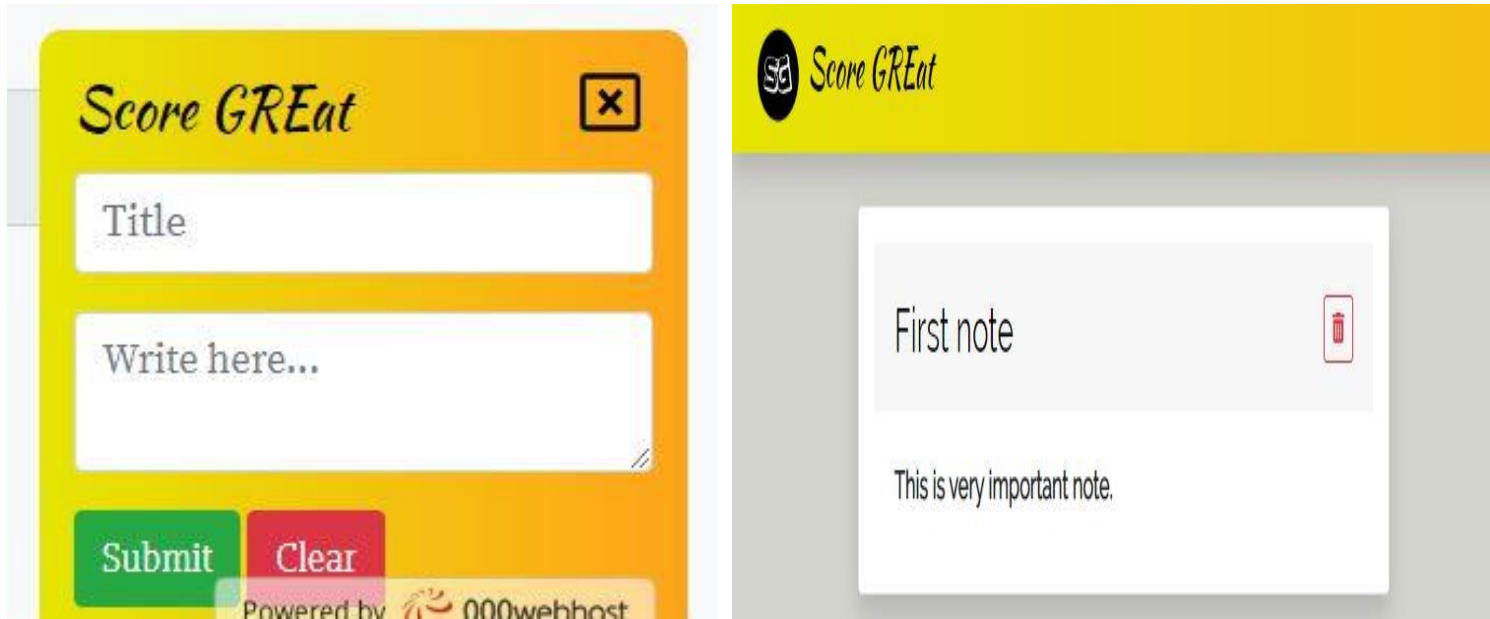 Score GREat
Title
Write here...
Submit Clear
Powered by 000webhost
SG Score GREat
First note
This is very important note.